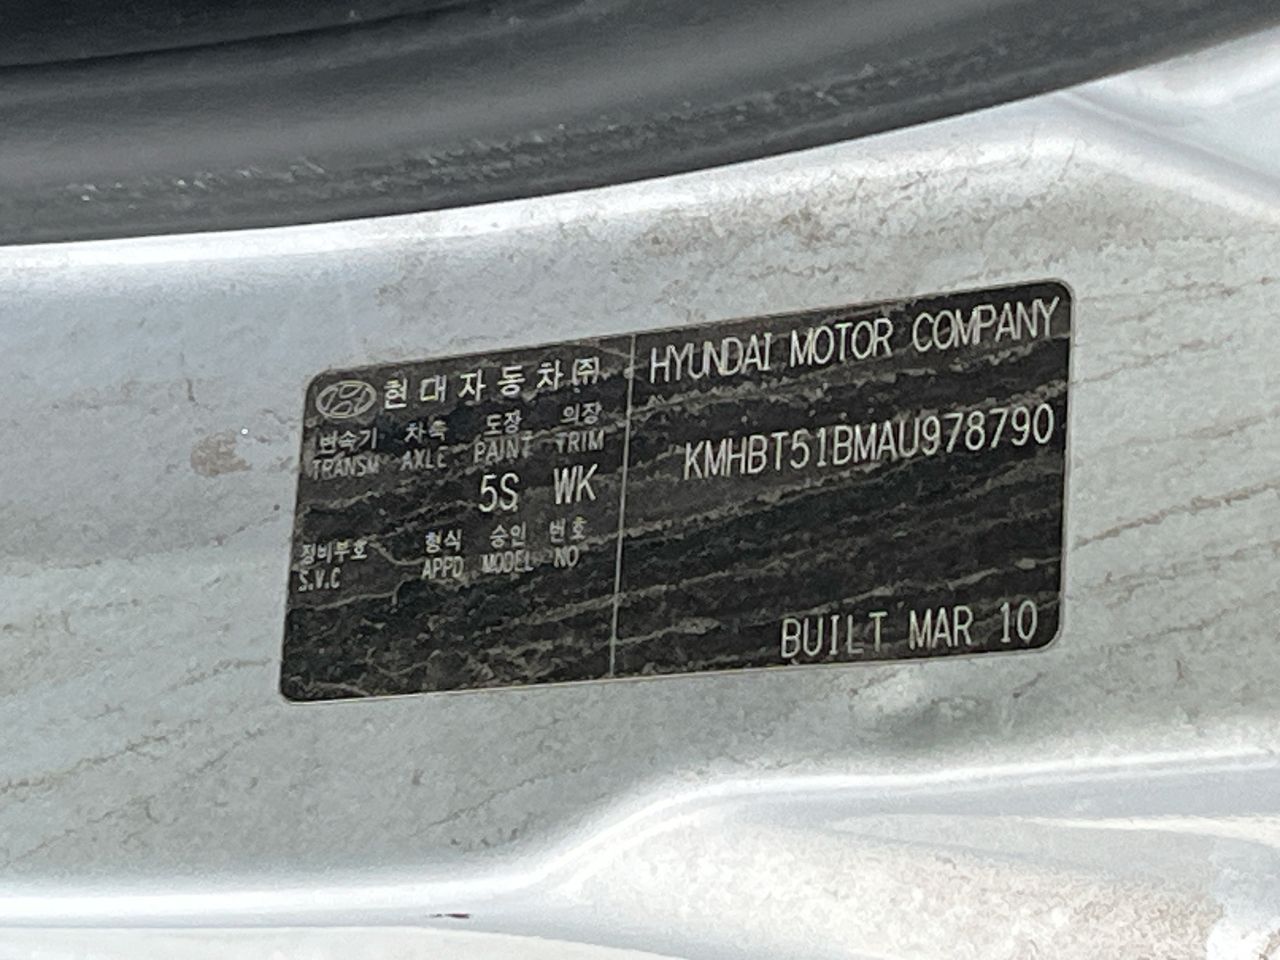 현대자동차(주)
변속기 차축 도장 의장
TRANSM AXLE PAINT TRIM
5S WK
정비부호 형식 승인 번호
S.V.C APPD MODEL NO
HYUNDAI MOTOR COMPANY
KMHBT51BMAU978790
BUILT MAR 10